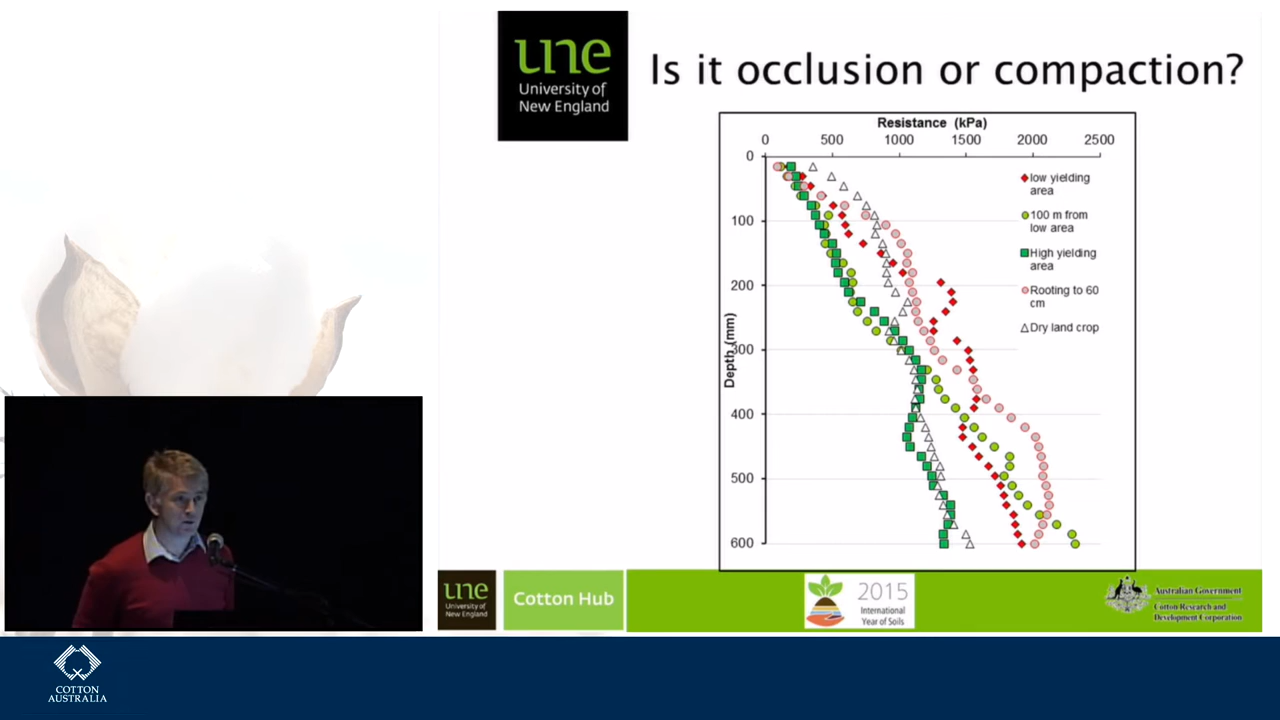 une
University of
New England
Is it occlusion or compaction?
Resistance (kPa)
0 500 1000 1500 2000 2500
0
100
200
300
400
500
600
Depth (mm)
low yielding
area
100 m from
low area
High yielding
area
Rooting to 60
cm
Dry land crop
une
University of
New England
Cotton Hub
2015
International
Year of Soils
Australian Government
Cotton Research and
Development Corporation
COTTON
AUSTRALIA